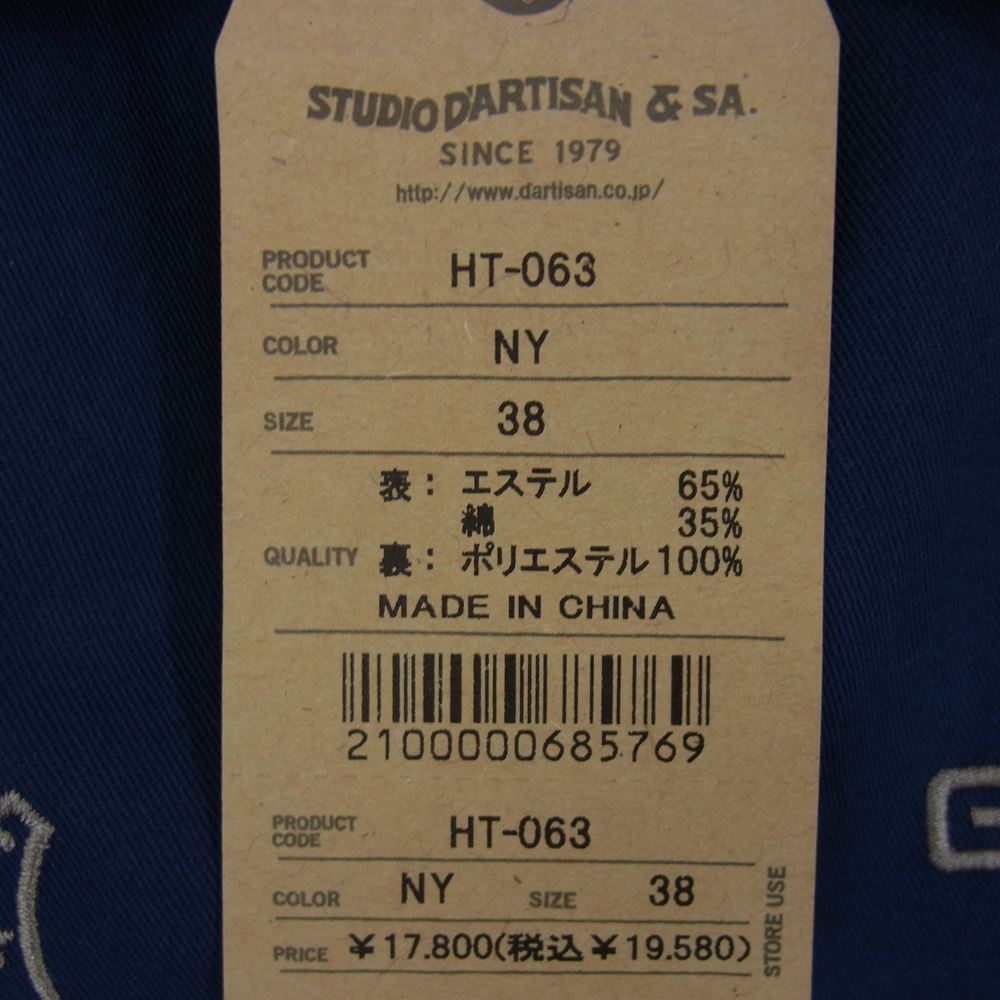 STUDIO D'ARTISAN & SA.
SINCE 1979
http://www.dartisan.co.jp/
PRODUCT CODE HT-063
COLOR NY
SIZE 38
表: エステル 65%
綿 35%
QUALITY 裏: ポリエステル 100%
MADE IN CHINA
2100000685769
PRODUCT CODE HT-063
COLOR NY SIZE 38
PRICE ¥17.800(税込¥19.580)
STORE USE